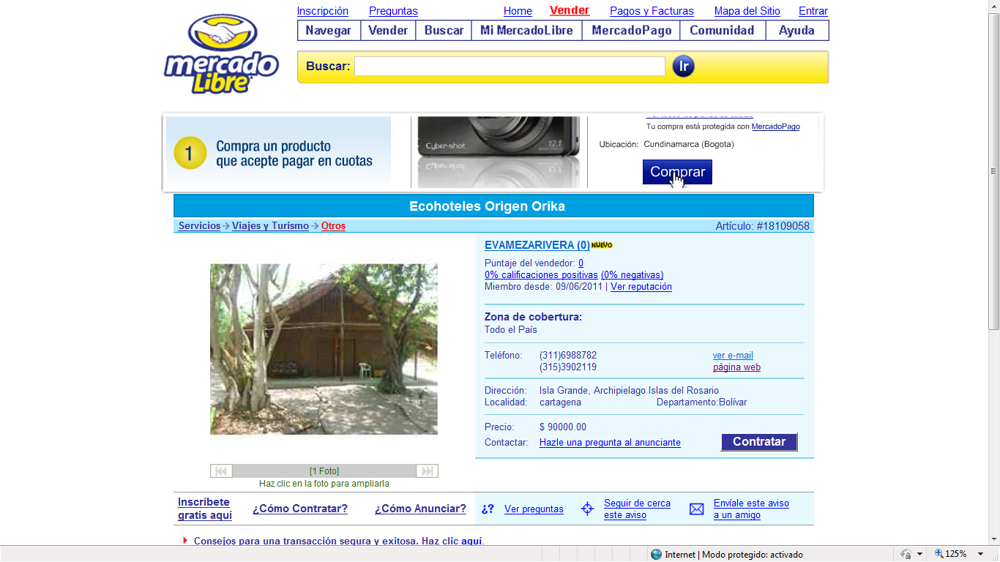 Inscripción Preguntas Home Vender Pagos y Facturas Mapa del Sitio Entrar
mercado
Libre
Navegar Vender Buscar Mi MercadoLibre MercadoPago Comunidad Ayuda
Buscar: Ir
1 Compra un producto
que acepte pagar en cuotas
Cyber-shot 12.1
Tu compra está protegida con MercadoPago
Ubicación: Cundinamarca (Bogota)
Comprar
Ecohoteles Origen Orika
Servicios Viajes y Turismo Otros Artículo: #18109058
EVAMEZARIVERA (0) NUEVO
Puntaje del vendedor: 0
0% calificaciones positivas (0% negativas)
Miembro desde: 09/06/2011 | Ver reputación
Zona de cobertura:
Todo el País
Teléfono: (311)6988782 ver e-mail
(315)3902119 página web
Dirección: Isla Grande, Archipielago Islas del Rosario
Localidad: cartagena Departamento:Bolívar
Precio: $ 90000.00
Contactar: Hazle una pregunta al anunciante Contratar
[1 Foto]
Haz clic en la foto para ampliarla
Inscríbete
gratis aquí
¿Cómo Contratar? ¿Cómo Anunciar?
¿? Ver preguntas
Seguir de cerca
este aviso
Envíale este aviso
a un amigo
Consejos para una transacción segura y exitosa. Haz clic aquí.
Internet | Modo protegido: activado 125%